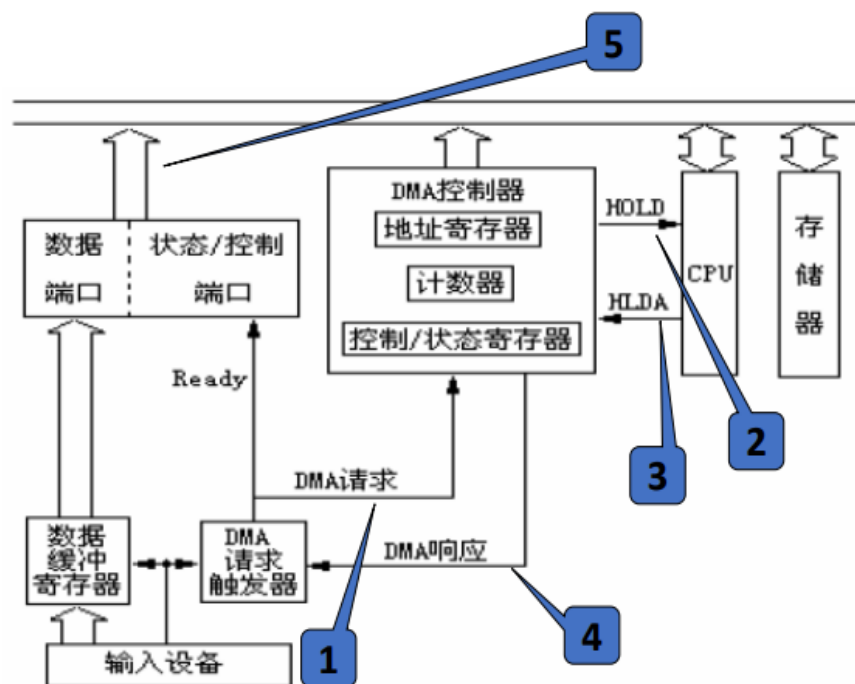 5
DMA控制器
地址寄存器
计数器
控制/状态寄存器
数据
端口
状态/控制
端口
HOLD
HLDA
CPU
存
储
器
Ready
2
3
DMA请求
数据
缓冲
寄存器
DMA
请求
触发器
DMA响应
1
4
输入设备